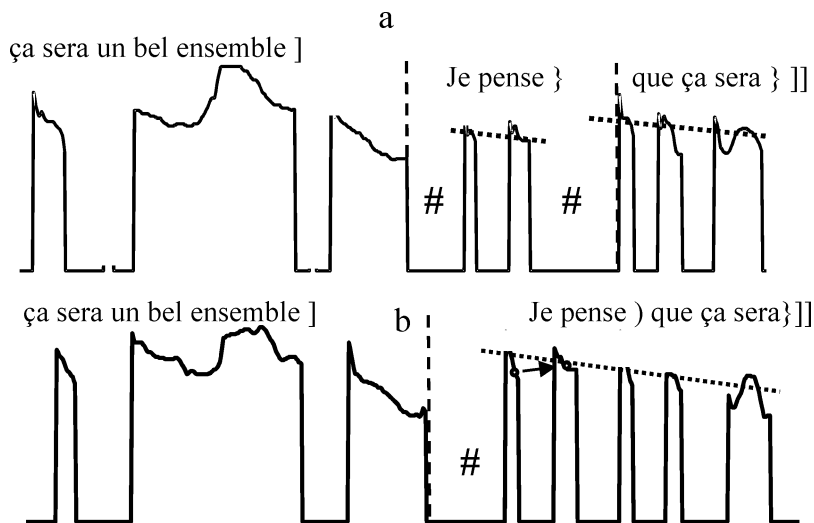 a
ça sera un bel ensemble ] Je pense } que ça sera } ]]
# #
ça sera un bel ensemble ] b Je pense ) que ça sera}]]
#